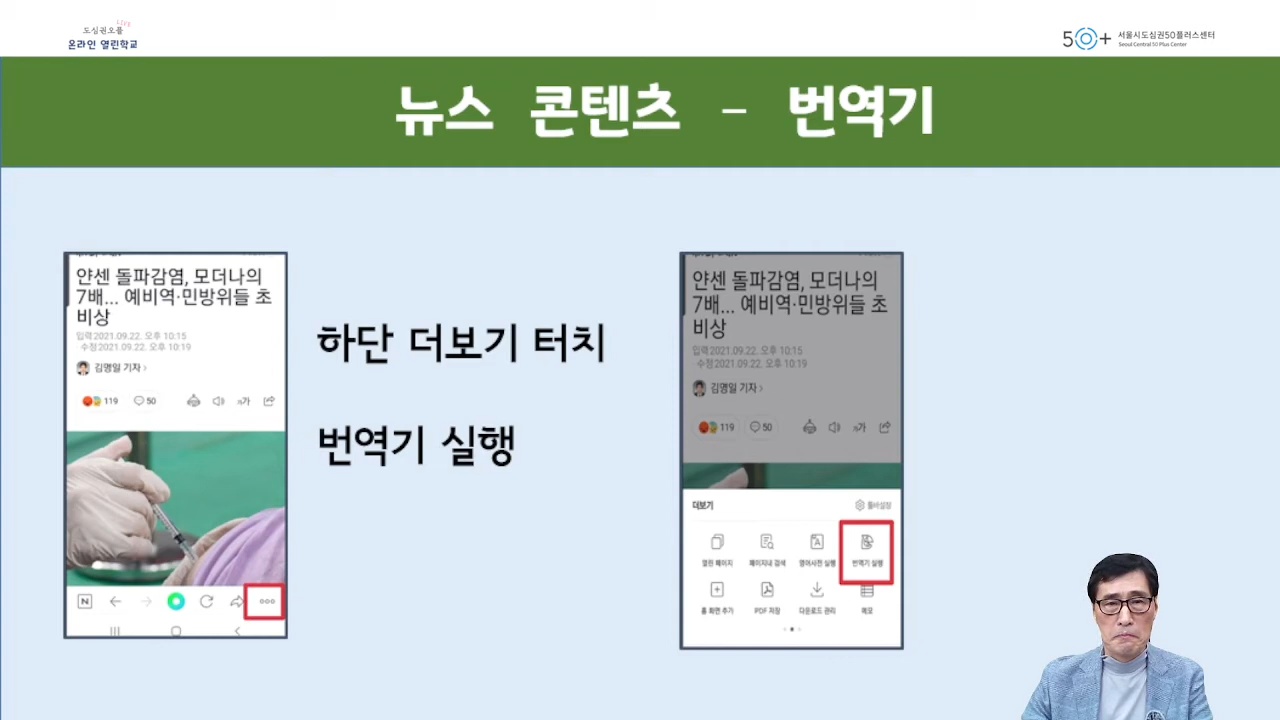 도심권오플
LIVE
온라인 열린학교
50+ 서울시도심권50플러스센터
Seoul Central 50 Plus Center
뉴스 콘텐츠 - 번역기
얀센 돌파감염, 모더나의
7배... 예비역·민방위들 초
비상
입력2021.09.22. 오후 10:15
수정2021.09.22. 오후 10:19
김명일 기자
119
50
가
N
하단 더보기 터치
번역기 실행
얀센 돌파감염, 모더나의
7배... 예비역·민방위들 초
비상
입력2021.09.22. 오후 10:15
·수정2021.09.22. 오후 10:19
김명일 기자
119
50
가
더보기
툴바설정
열린 페이지
페이지내 검색
영어사전 실행
번역기 실행
홈 화면 추가
PDF 저장
다운로드 관리
메모